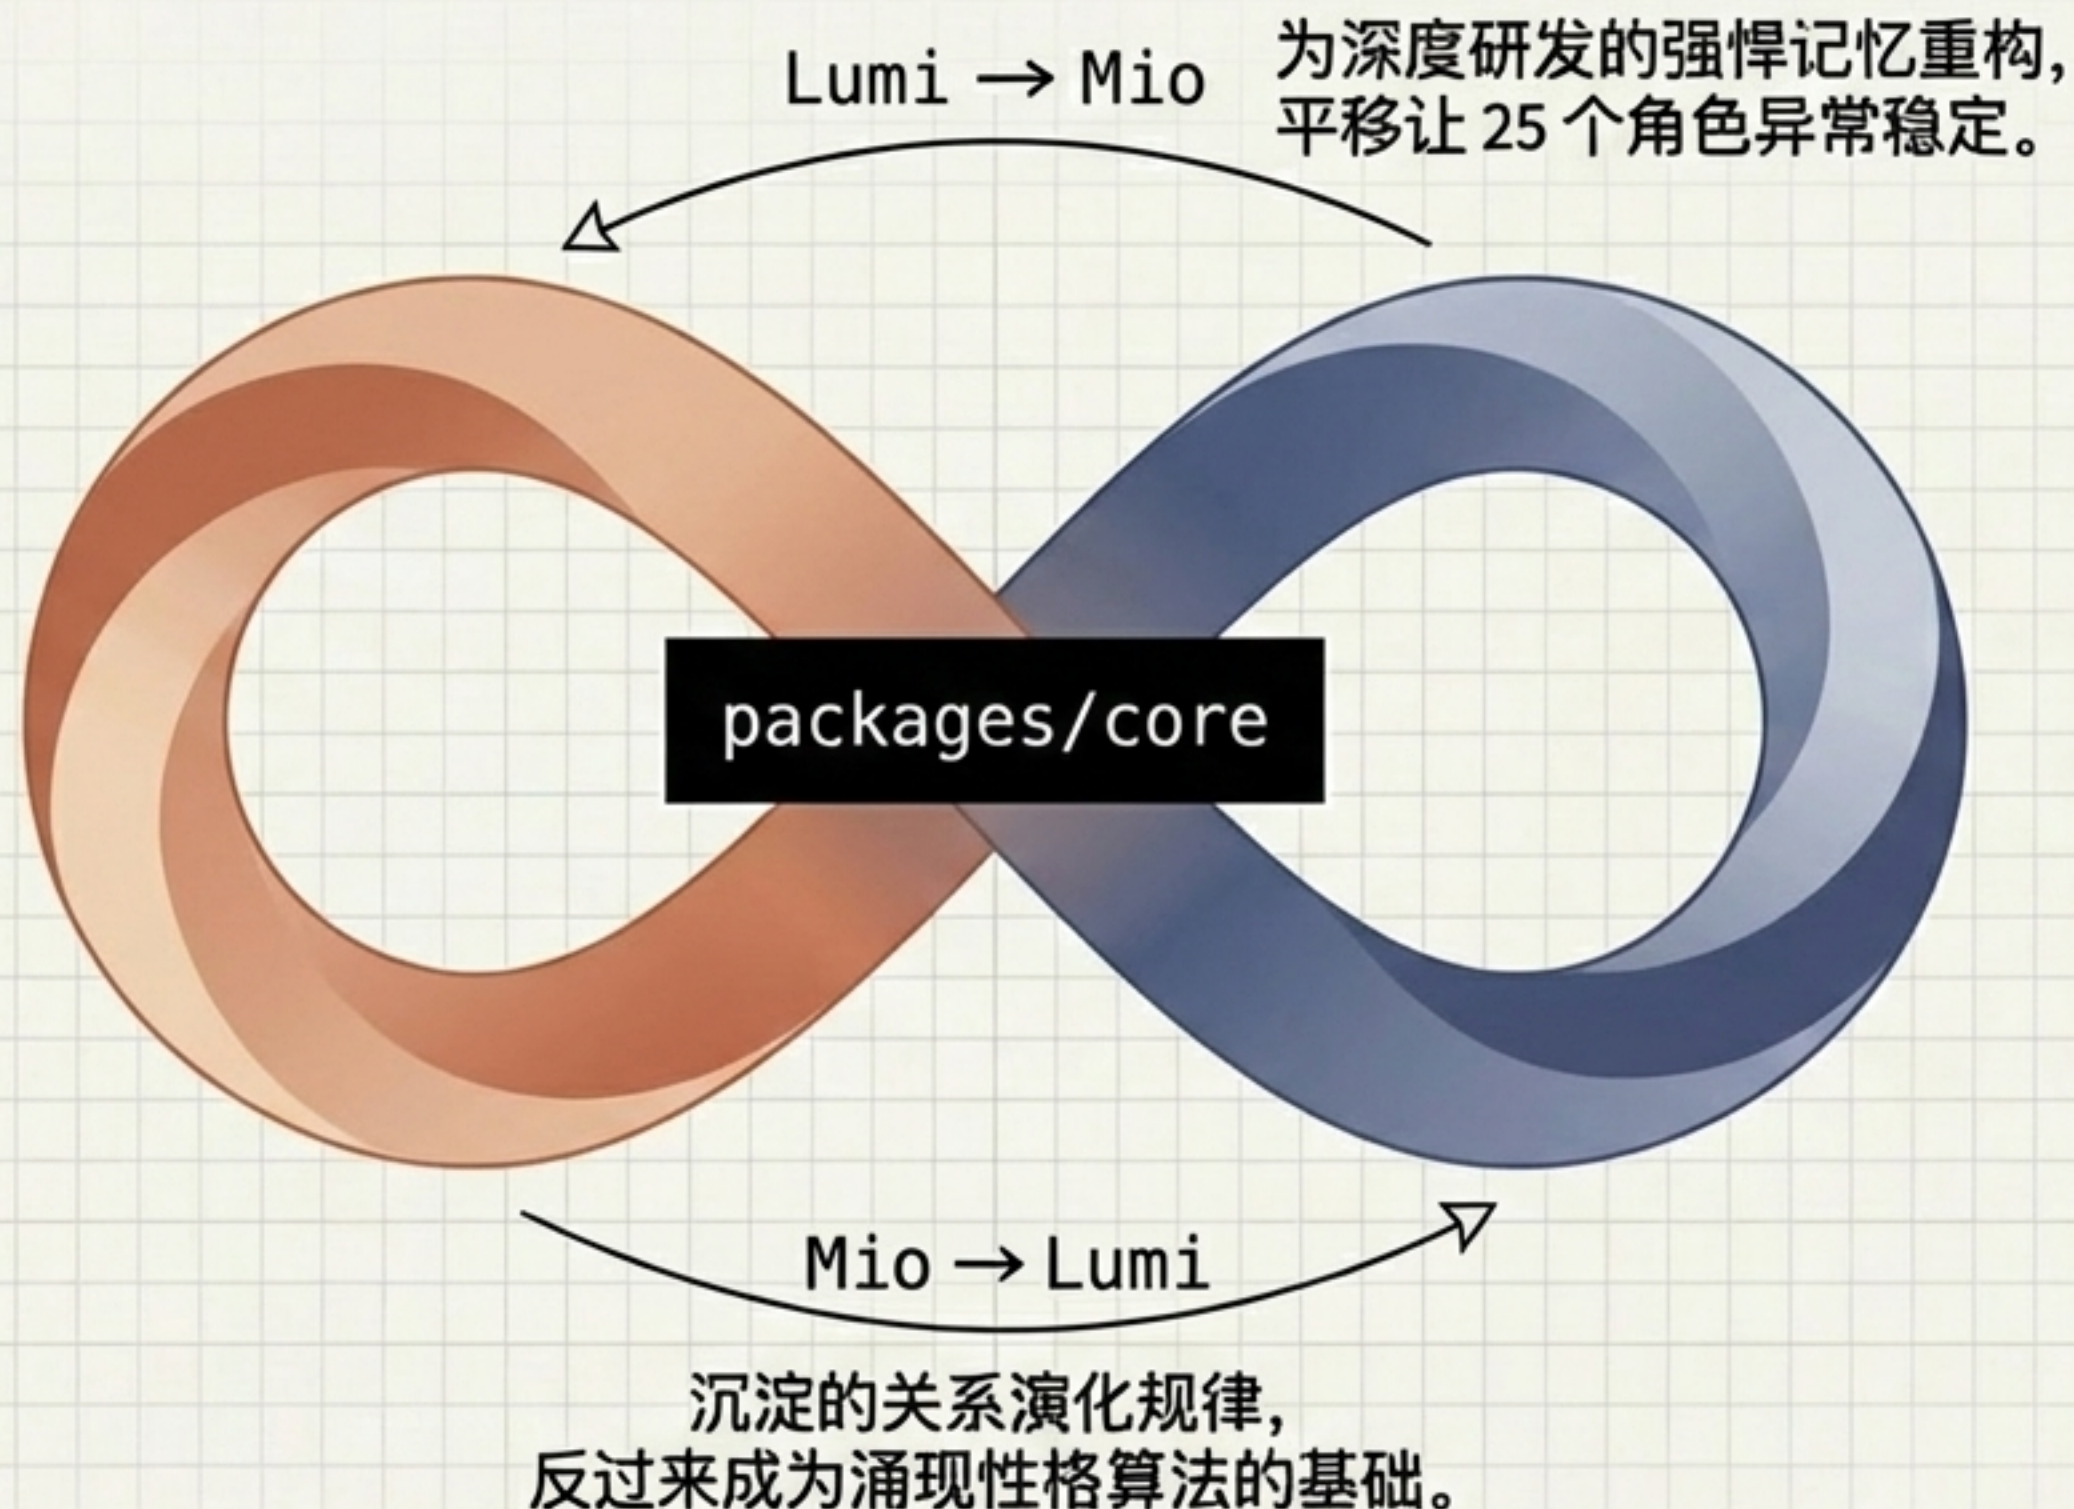 Lumi → Mio
为深度研发的强悍记忆重构,
平移让 25 个角色异常稳定。
packages/core
Mio → Lumi
沉淀的关系演化规律,
反过来成为涌现性格算法的基础。